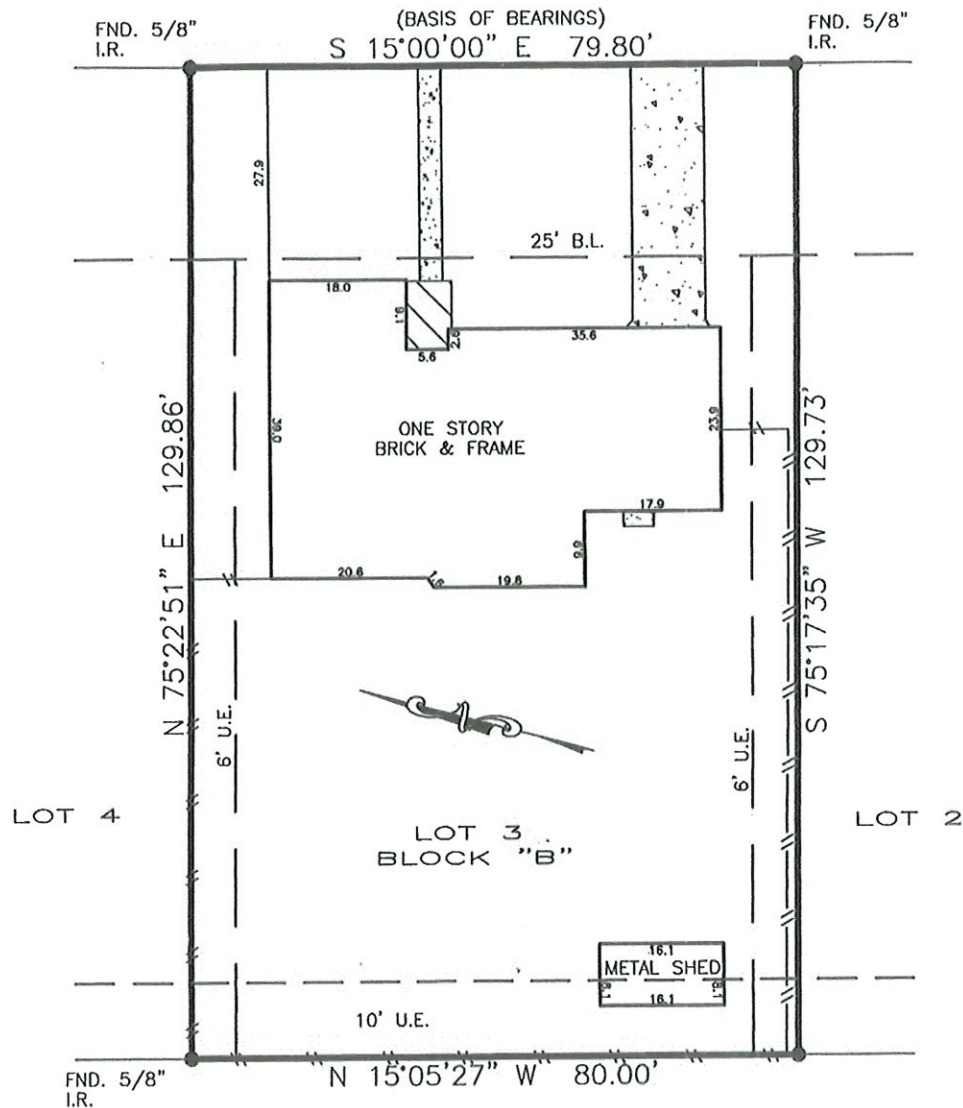 (BASIS OF BEARINGS)
FND. 5/8"
I.R.
S 15°00'00" E 79.80'
FND. 5/8"
I.R.
27.9
25' B.L.
18.0
9.1
2.6
5.6
35.6
39.0
ONE STORY
BRICK & FRAME
23.9
N 75°22'51" E 129.86'
S 75°17'35" W 129.73'
17.9
9.9
20.6
19.8
6' U.E.
6' U.E.
LOT 4
LOT 3
BLOCK "B"
LOT 2
16.1
METAL SHED
8.1
8.1
16.1
10' U.E.
N 15°05'27" W 80.00'
FND. 5/8"
I.R.